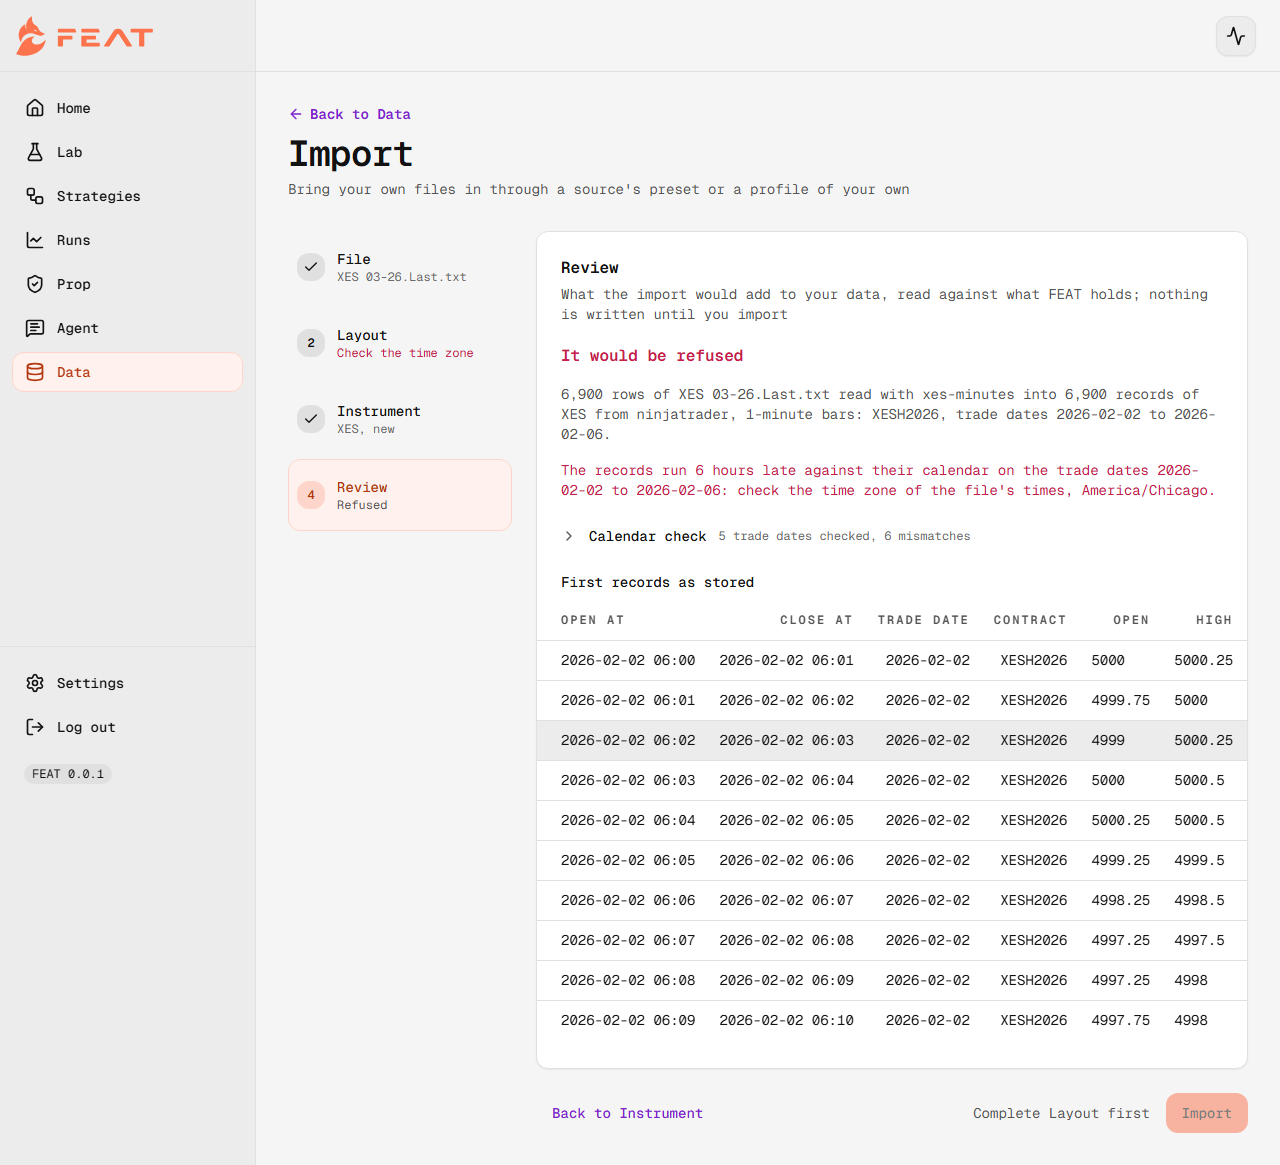 FEAT
Home
Lab
Strategies
Runs
Prop
Agent
Data
Settings
Log out
FEAT 0.0.1
Back to Data
Import
Bring your own files in through a source's preset or a profile of your own
File
XES 03-26.Last.txt
2
Layout
Check the time zone
Instrument
XES, new
4
Review
Refused
Review
What the import would add to your data, read against what FEAT holds; nothing
is written until you import
It would be refused
6,900 rows of XES 03-26.Last.txt read with xes-minutes into 6,900 records of
XES from ninjatrader, 1-minute bars: XESH2026, trade dates 2026-02-02 to 2026-
02-06.
The records run 6 hours late against their calendar on the trade dates 2026-
02-02 to 2026-02-06: check the time zone of the file's times, America/Chicago.
Calendar check 5 trade dates checked, 6 mismatches
First records as stored
OPEN AT CLOSE AT TRADE DATE CONTRACT OPEN HIGH
2026-02-02 06:00 2026-02-02 06:01 2026-02-02 XESH2026 5000 5000.25
2026-02-02 06:01 2026-02-02 06:02 2026-02-02 XESH2026 4999.75 5000
2026-02-02 06:02 2026-02-02 06:03 2026-02-02 XESH2026 4999 5000.25
2026-02-02 06:03 2026-02-02 06:04 2026-02-02 XESH2026 5000 5000.5
2026-02-02 06:04 2026-02-02 06:05 2026-02-02 XESH2026 5000.25 5000.5
2026-02-02 06:05 2026-02-02 06:06 2026-02-02 XESH2026 4999.25 4999.5
2026-02-02 06:06 2026-02-02 06:07 2026-02-02 XESH2026 4998.25 4998.5
2026-02-02 06:07 2026-02-02 06:08 2026-02-02 XESH2026 4997.25 4997.5
2026-02-02 06:08 2026-02-02 06:09 2026-02-02 XESH2026 4997.25 4998
2026-02-02 06:09 2026-02-02 06:10 2026-02-02 XESH2026 4997.75 4998
Back to Instrument
Complete Layout first
Import